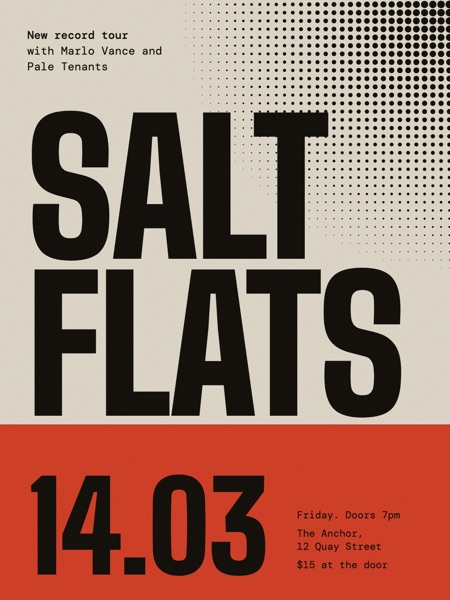 New record tour
with Marlo Vance and
Pale Tenants
SALT
FLATS
14.03
Friday. Doors 7pm
The Anchor,
12 Quay Street
$15 at the door